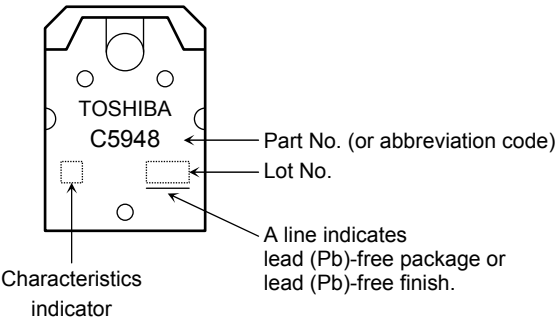 TOSHIBA
C5948
Part No. (or abbreviation code)
Lot No.
A line indicates
lead (Pb)-free package or
lead (Pb)-free finish.
Characteristics
indicator